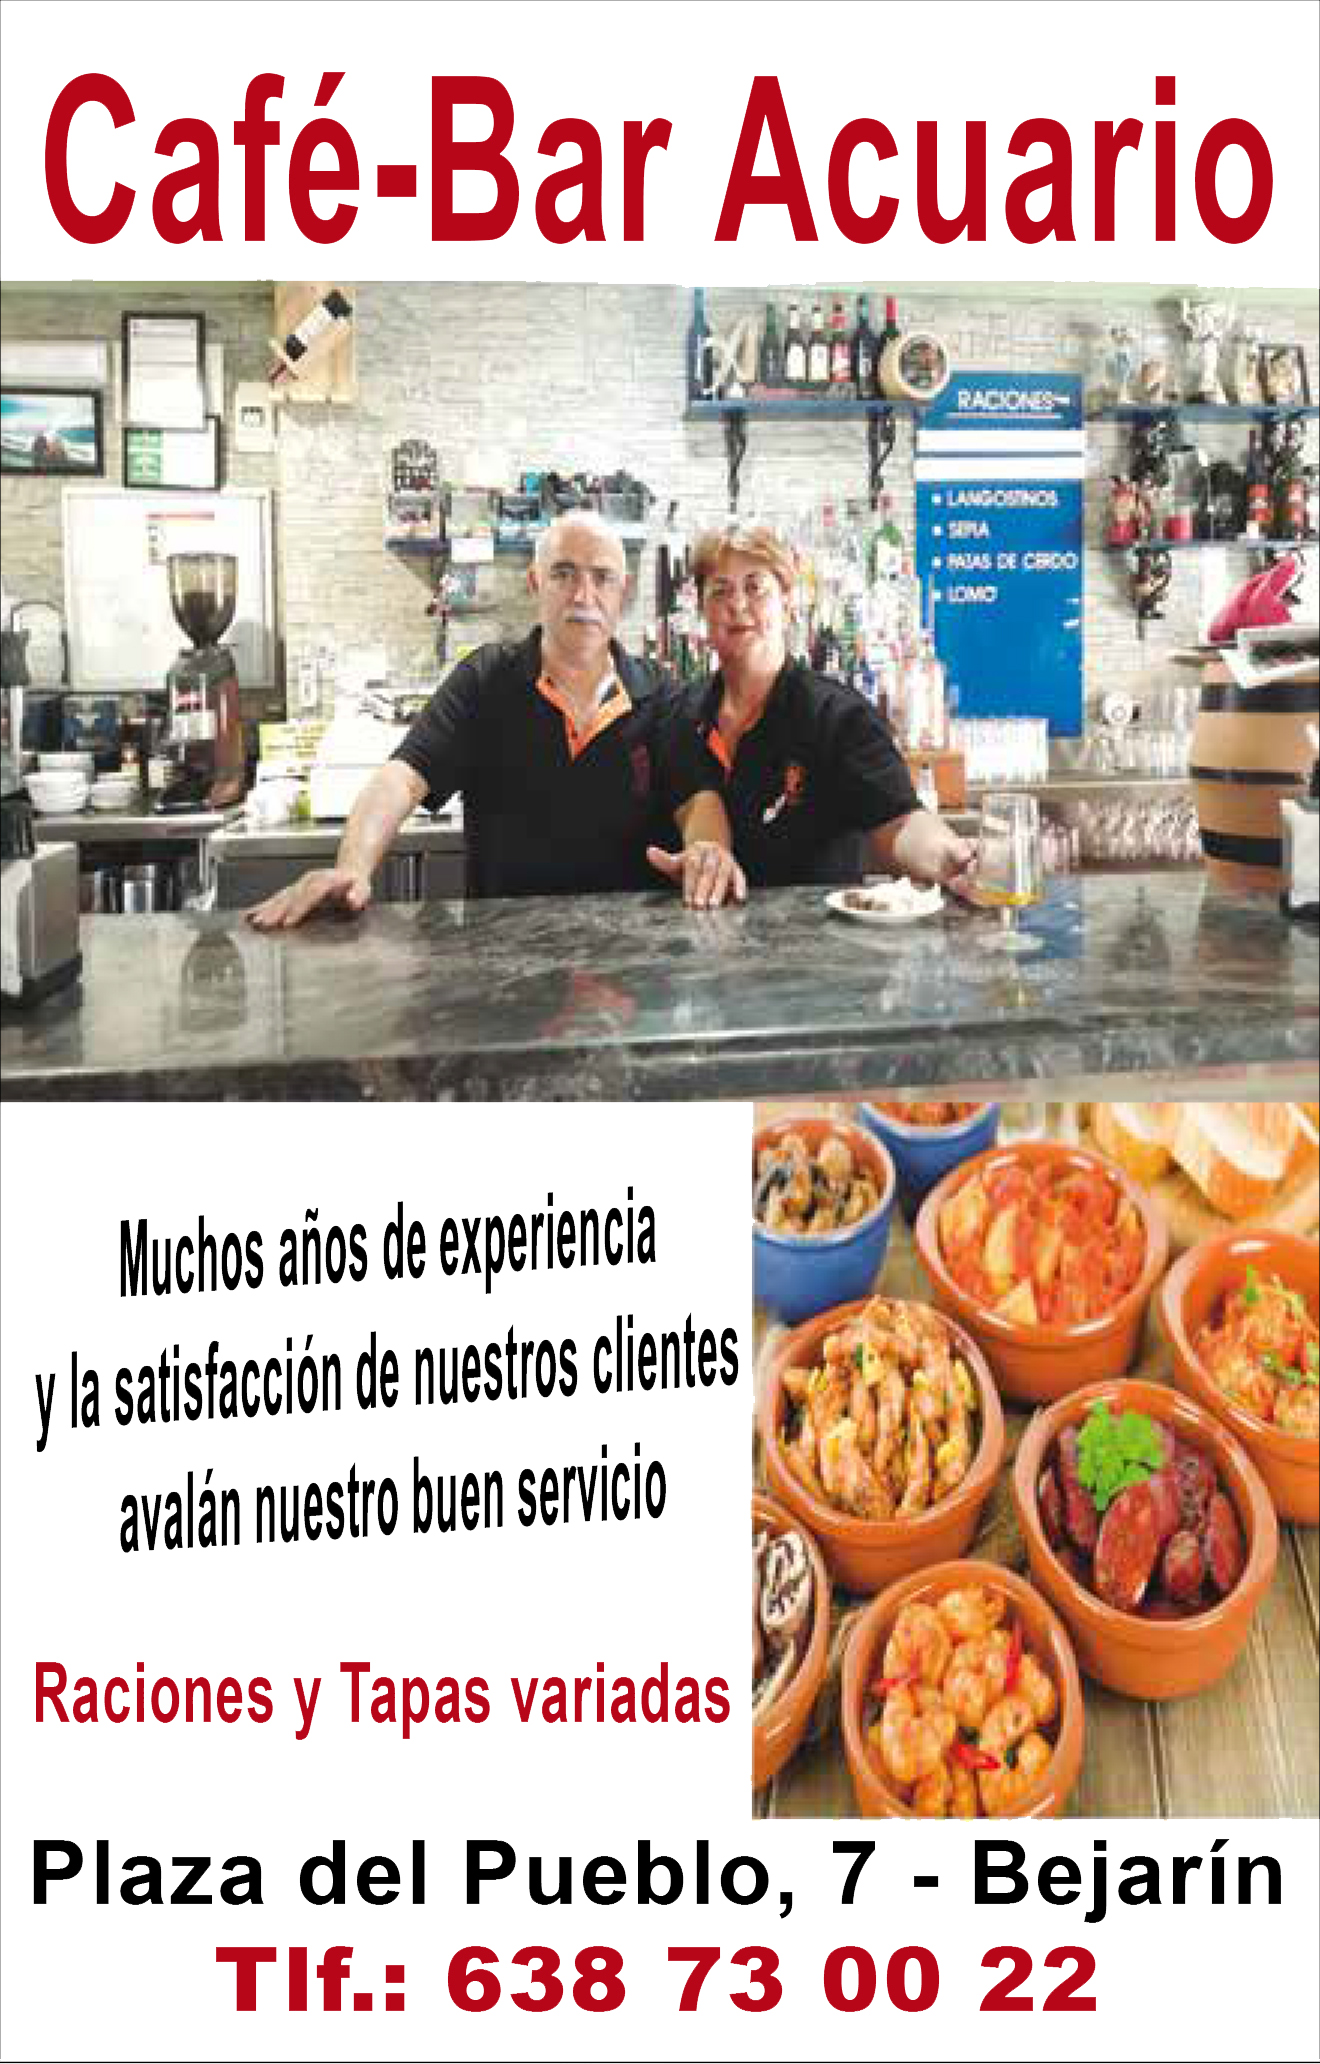 Café-Bar Acuario
RACIONES
• LANGOSTINOS
• SEPIA
• PATAS DE CERDO
• LOMO
Muchos años de experiencia
y la satisfacción de nuestros clientes
avalán nuestro buen servicio
Raciones y Tapas variadas
Plaza del Pueblo, 7 - Bejarín
Tlf.: 638 73 00 22